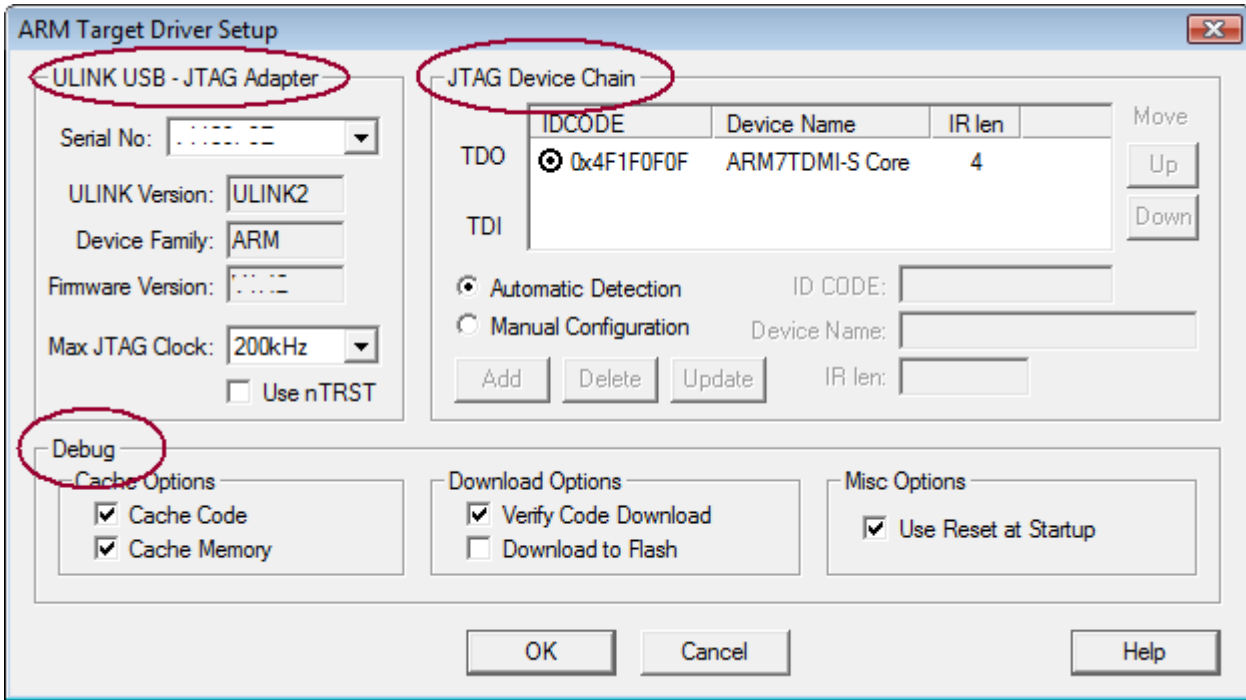 ARM Target Driver Setup
ULINK USB - JTAG Adapter
Serial No:
ULINK Version: ULINK2
Device Family: ARM
Firmware Version:
Max JTAG Clock: 200kHz
Use nTRST
JTAG Device Chain
IDCODE Device Name IR len
TDO 0x4F1F0F0F ARM7TDMI-S Core 4
TDI
Move
Up
Down
Automatic Detection
Manual Configuration
ID CODE:
Device Name:
Add Delete Update IR len:
Debug
Cache Options
Cache Code
Cache Memory
Download Options
Verify Code Download
Download to Flash
Misc Options
Use Reset at Startup
OK Cancel Help